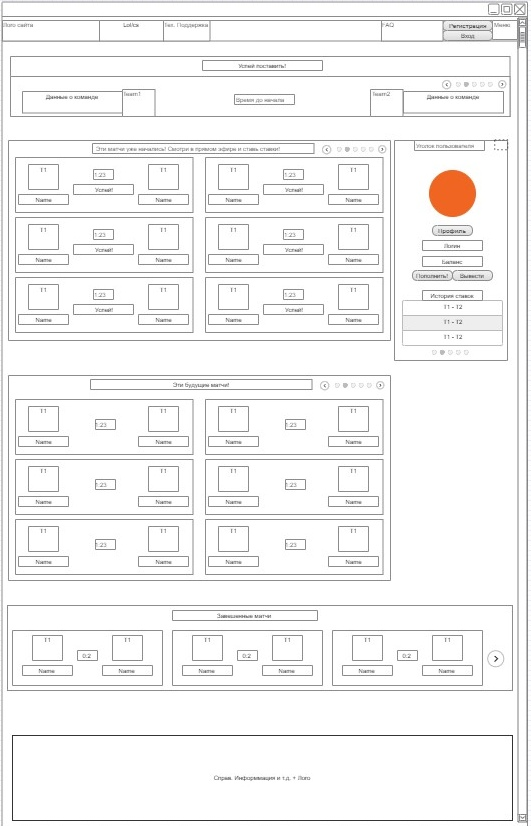 Лого сайта
Lol/cs
Тех. Поддержка
FAQ
Регистрация
Вход
Меню
Успей поставить!
Данные о команде
Team1
Время до начала
Team2
Данные о команде
Эти матчи уже начались! Смотри в прямом эфире и ставь ставки!
T1
1:23
T1
T1
1:23
T1
Успей!
Успей!
Name
Name
Name
Name
T1
1:23
T1
T1
1:23
T1
Успей!
Успей!
Name
Name
Name
Name
T1
1:23
T1
T1
1:23
T1
Успей!
Успей!
Name
Name
Name
Name
Уголок пользователя
Профиль
Логин
Баланс
Пополнить!
Вывести
История ставок
T1 - T2
T1 - T2
T1 - T2
Эти будущие матчи!
T1
1:23
T1
T1
1:23
T1
Name
Name
Name
Name
T1
1:23
T1
T1
1:23
T1
Name
Name
Name
Name
T1
1:23
T1
T1
1:23
T1
Name
Name
Name
Name
Завешенные матчи
T1
0:2
T1
T1
0:2
T1
T1
0:2
T1
Name
Name
Name
Name
Name
Name
Справ. Информмация и т.д. + Лого